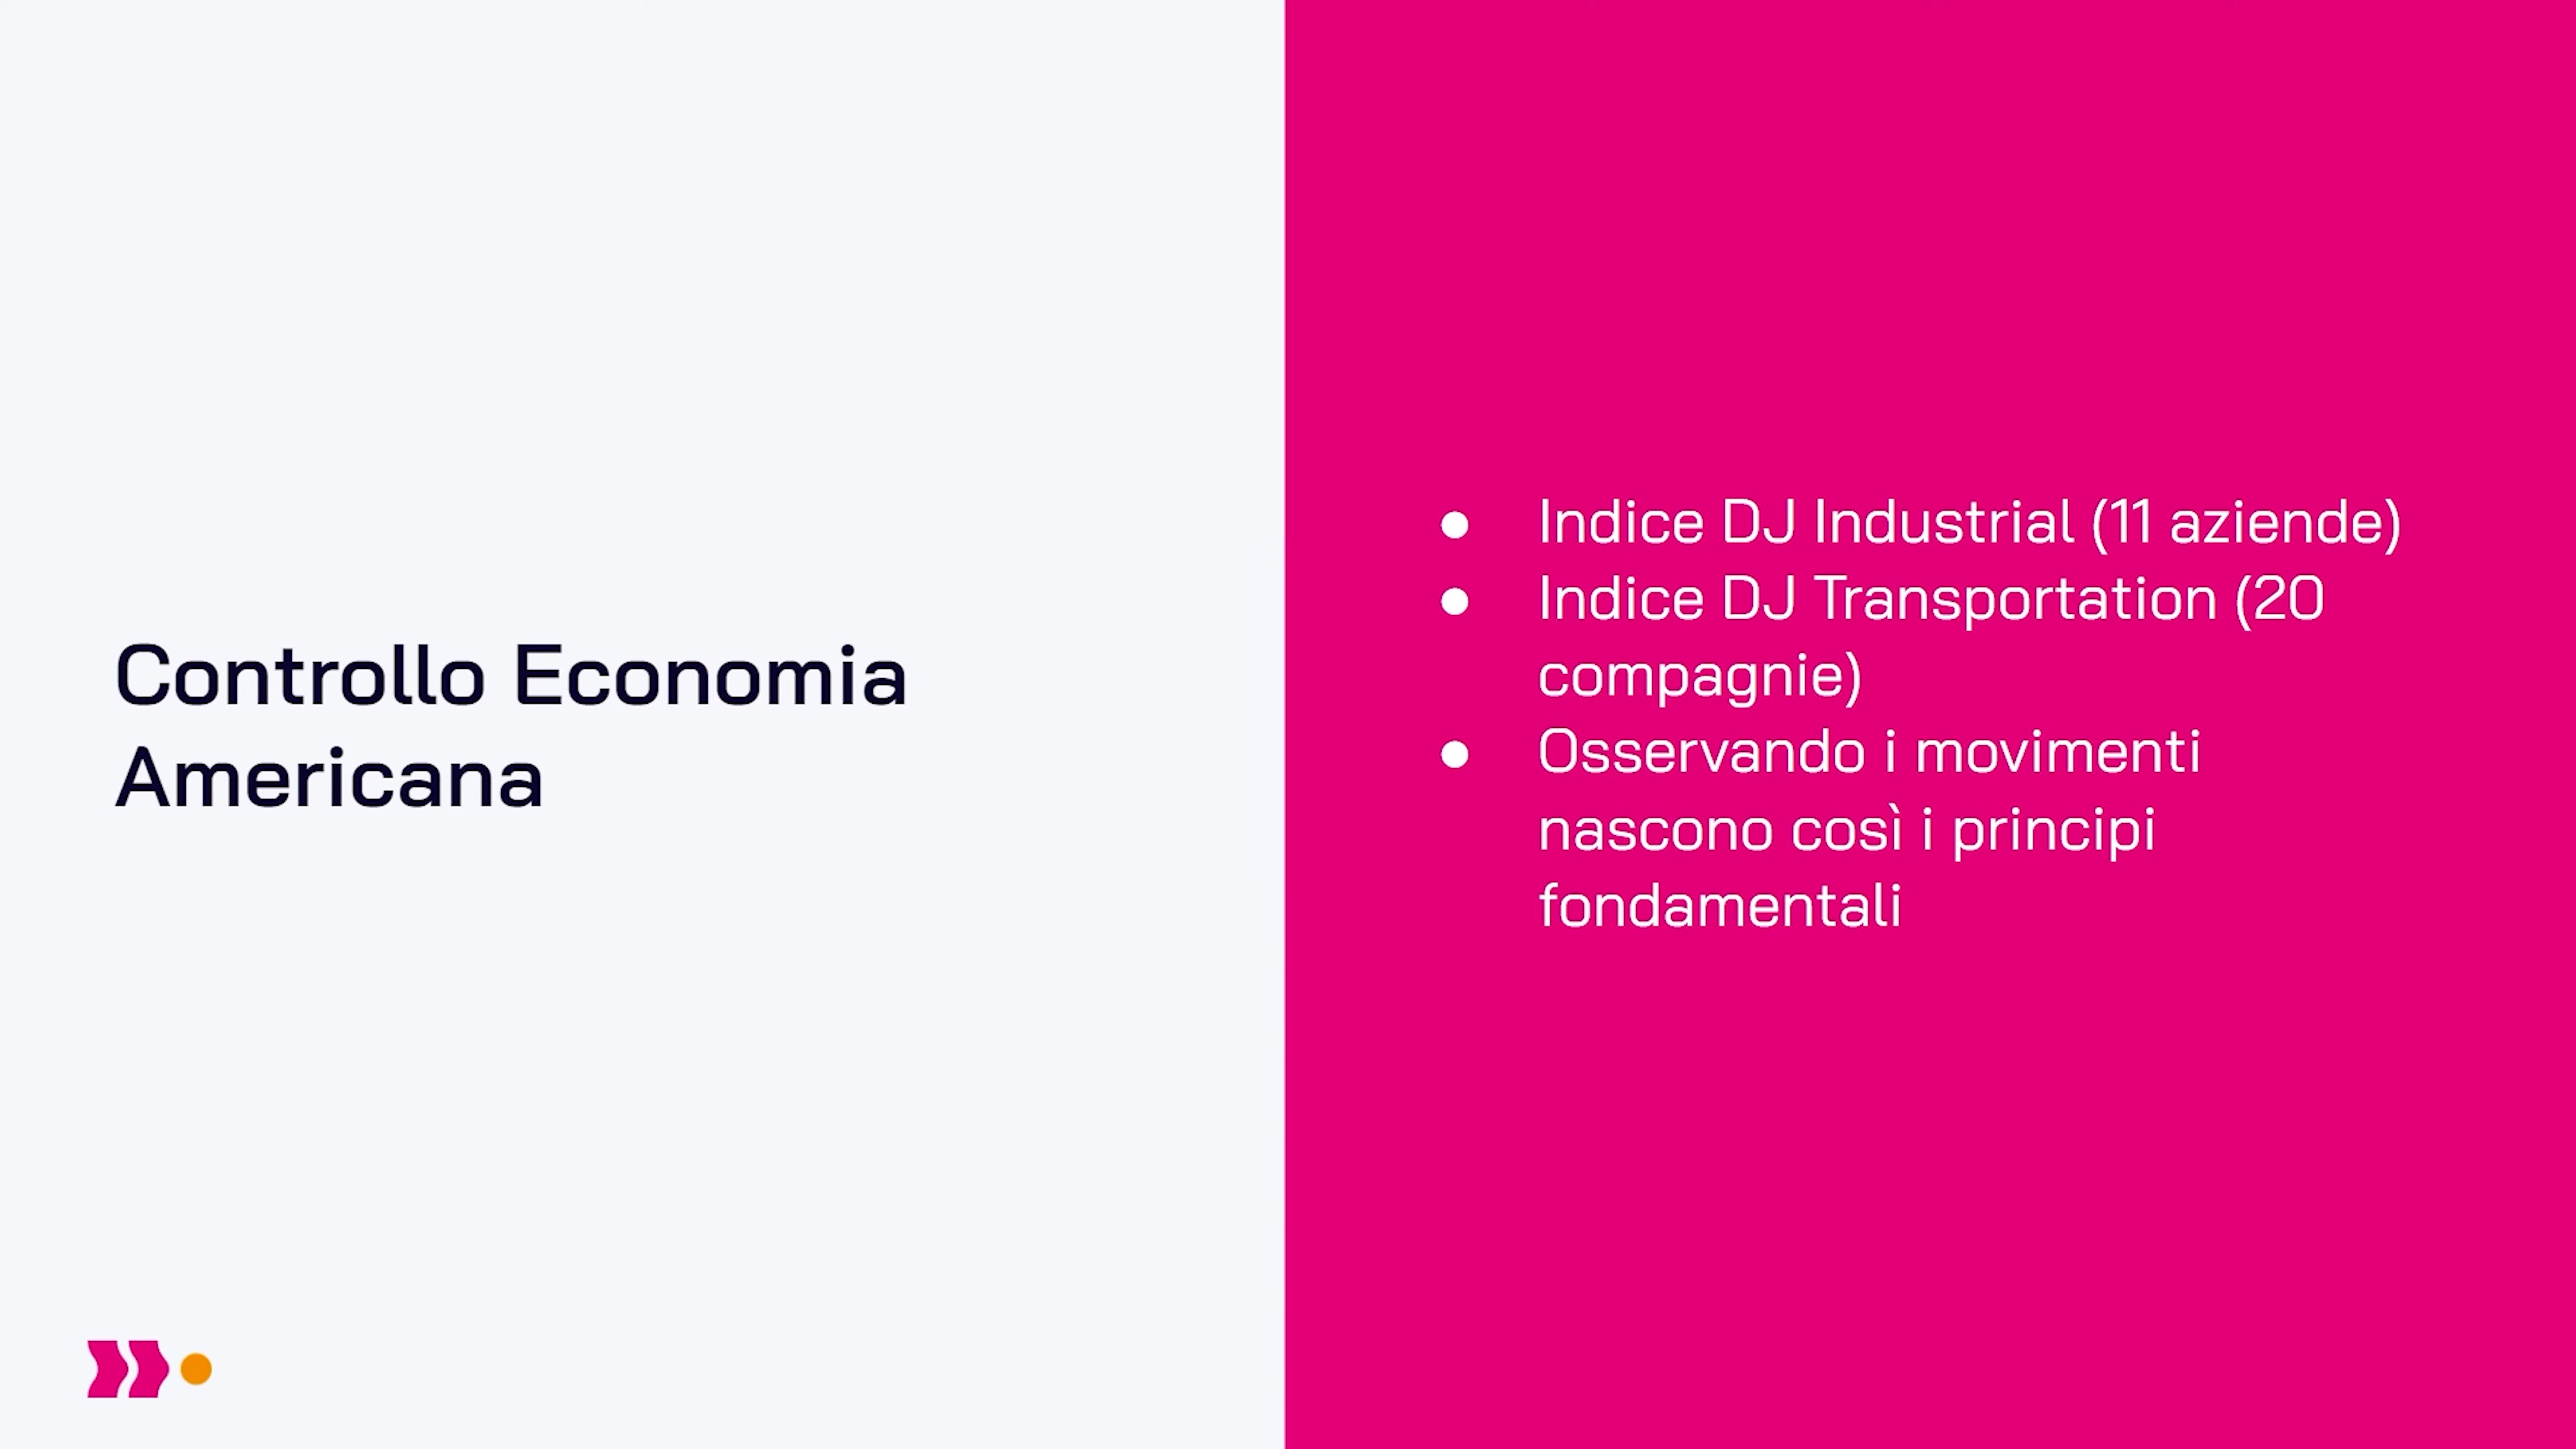 Controllo Economia
Americana
● Indice DJ Industrial (11 aziende)
● Indice DJ Transportation (20
compagnie)
● Osservando i movimenti
nascono così i principi
fondamentali